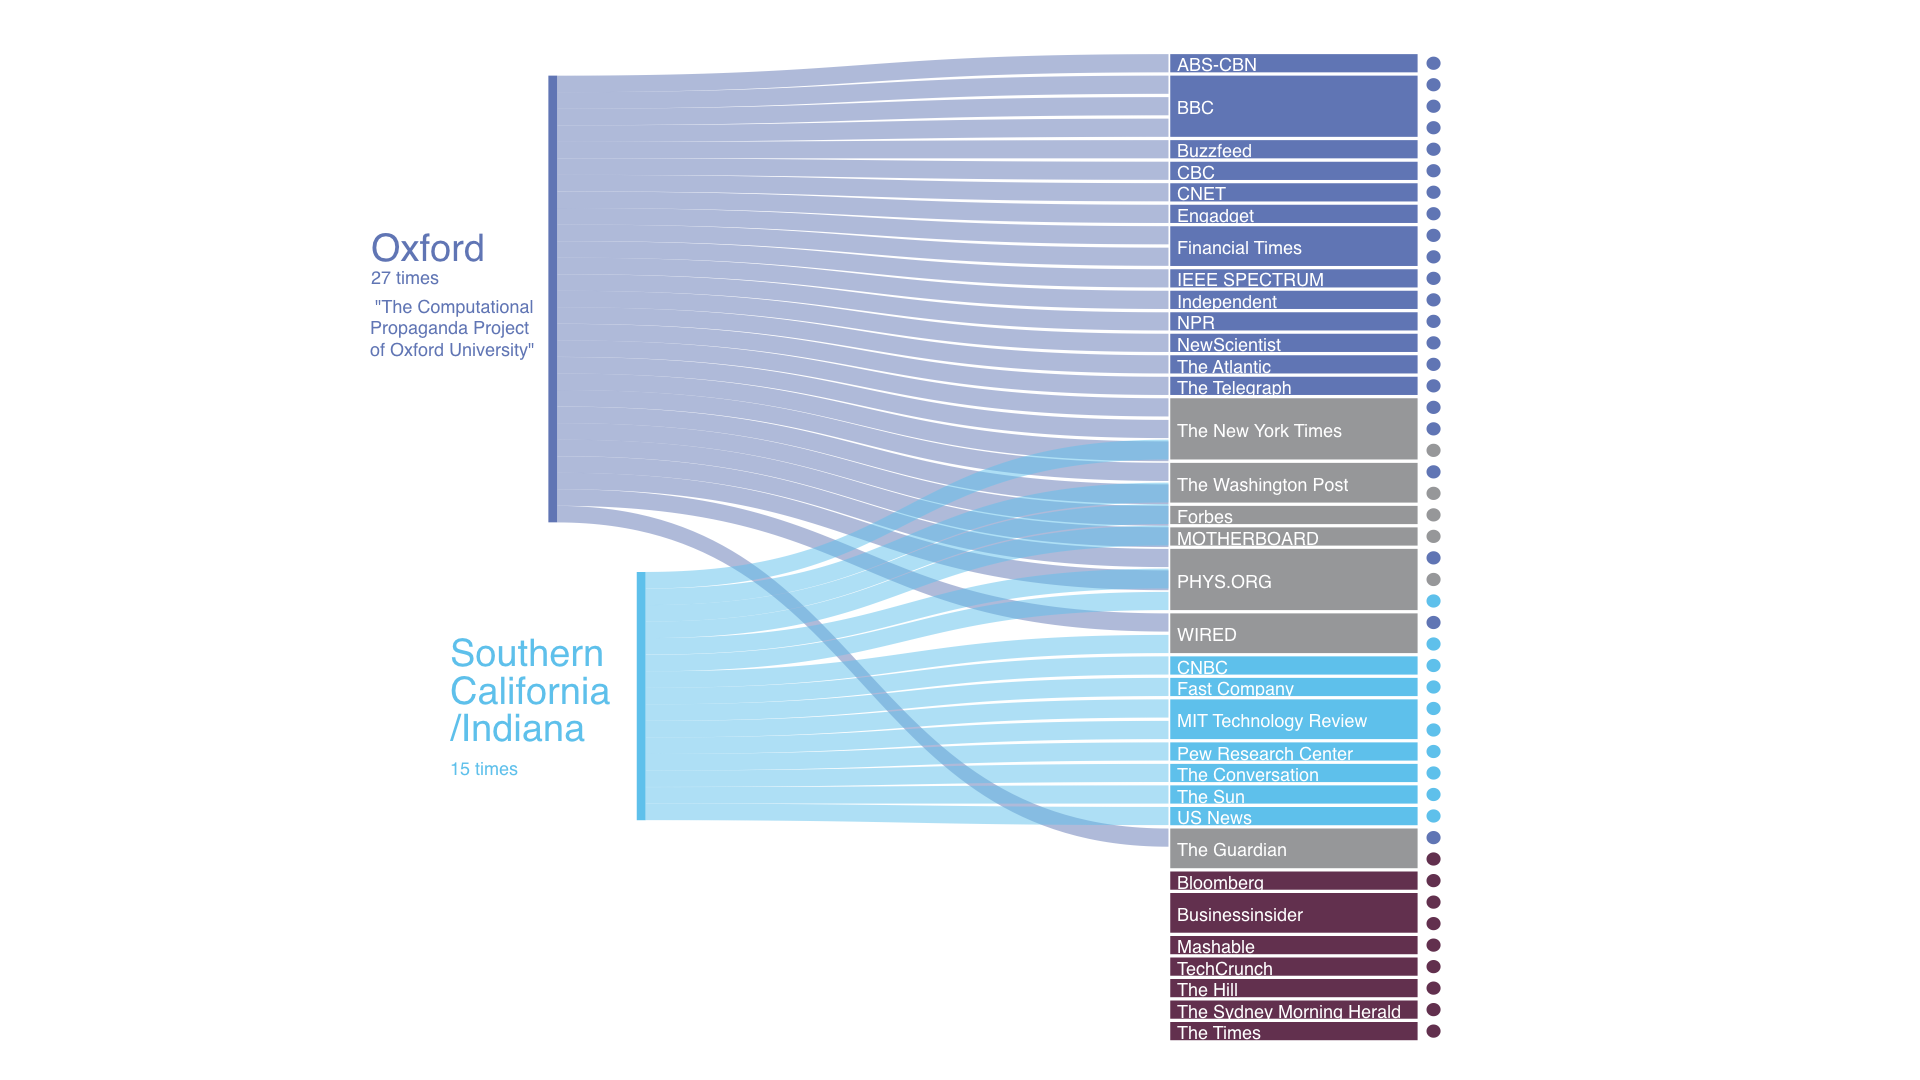 Oxford
27 times
"The Computational
Propaganda Project
of Oxford University"
Southern
California
/Indiana
15 times
ABS-CBN
BBC
Buzzfeed
CBC
CNET
Engadget
Financial Times
IEEE SPECTRUM
Independent
NPR
NewScientist
The Atlantic
The Telegraph
The New York Times
The Washington Post
Forbes
MOTHERBOARD
PHYS.ORG
WIRED
CNBC
Fast Company
MIT Technology Review
Pew Research Center
The Conversation
The Sun
US News
The Guardian
Bloomberg
Businessinsider
Mashable
TechCrunch
The Hill
The Sydney Morning Herald
The Times